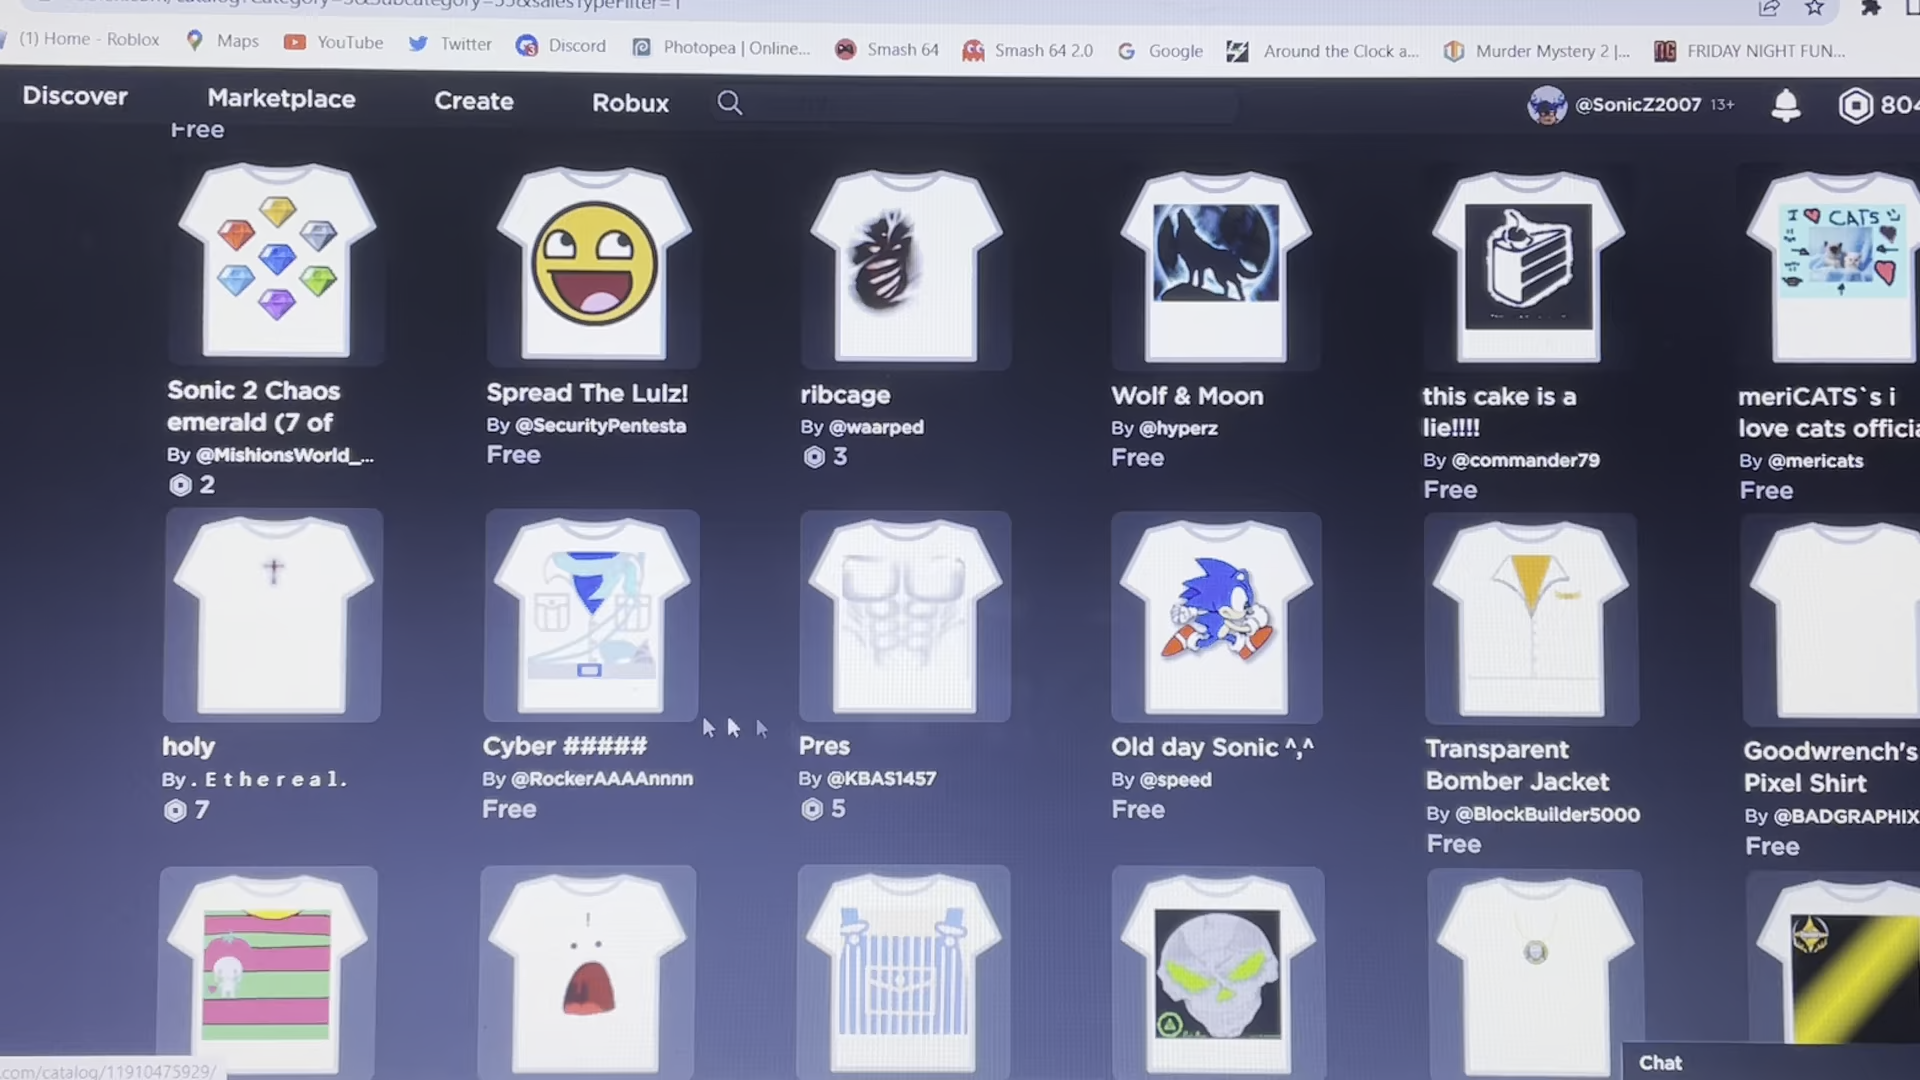 (1) Home - Roblox Maps YouTube Twitter Discord Photopea | Online... Smash 64 Smash 64 2.0 Google Around the Clock a... Murder Mystery 2 |... FRIDAY NIGHT FUN...
Discover Marketplace Create Robux @SonicZ2007 13+ 804
Free
I CATS
Sonic 2 Chaos
emerald (7 of
By @MishionsWorld_...
2
Spread The Lulz!
By @SecurityPentesta
Free
ribcage
By @waarped
3
Wolf & Moon
By @hyperz
Free
this cake is a
lie!!!!
By @commander79
Free
meriCATS`s i
love cats officia
By @mericats
Free
holy
By . E t h e r e a l .
7
Cyber #####
By @RockerAAAAnnnn
Free
Pres
By @KBAS1457
5
Old day Sonic ^,^
By @speed
Free
Transparent
Bomber Jacket
By @BlockBuilder5000
Free
Goodwrench's
Pixel Shirt
By @BADGRAPHIX
Free
!
Chat
.com/catalog/11910475929/